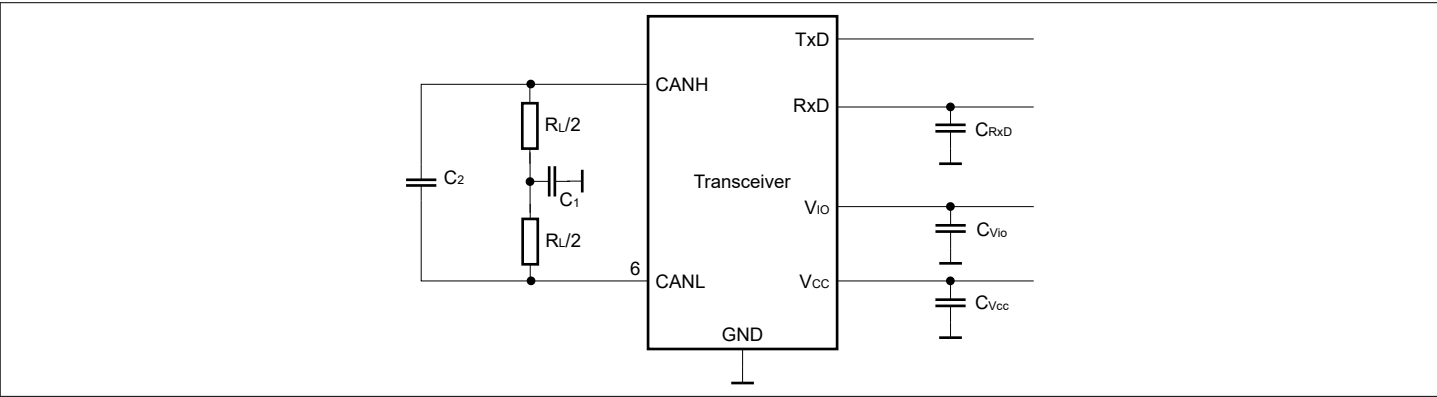 TxD
CANH
RxD
RL/2
CRxD
C2
C1
Transceiver
VIO
CVio
RL/2
6
CANL
VCC
CVcc
GND